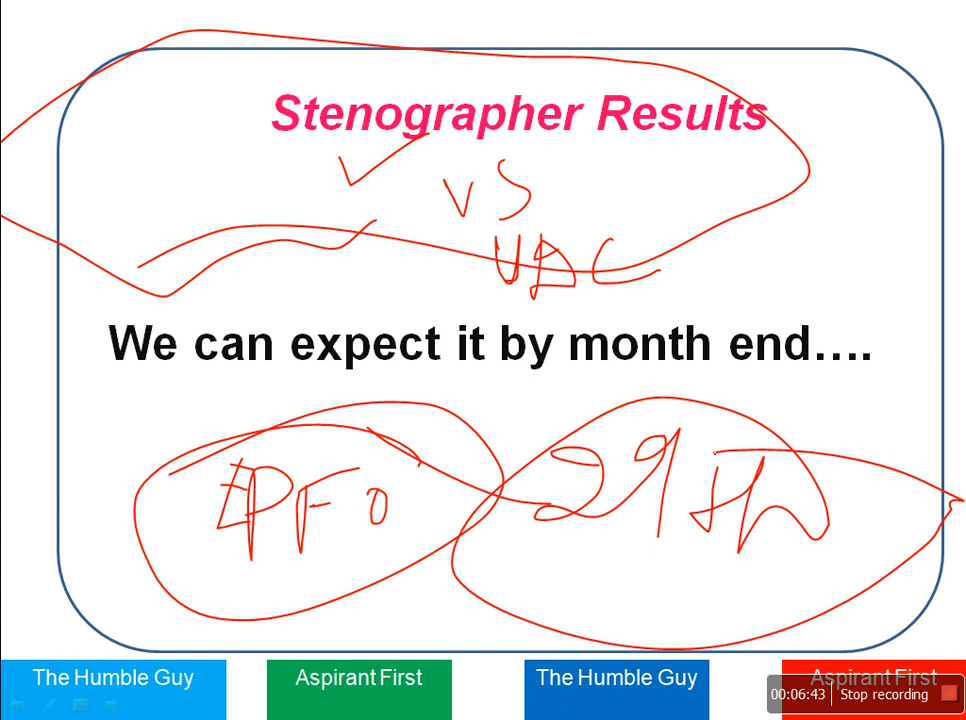 Stenographer Results
VS
UDC
We can expect it by month end….
EPFO 29th
The Humble Guy Aspirant First The Humble Guy Aspirant First
00:06:43 Stop recording